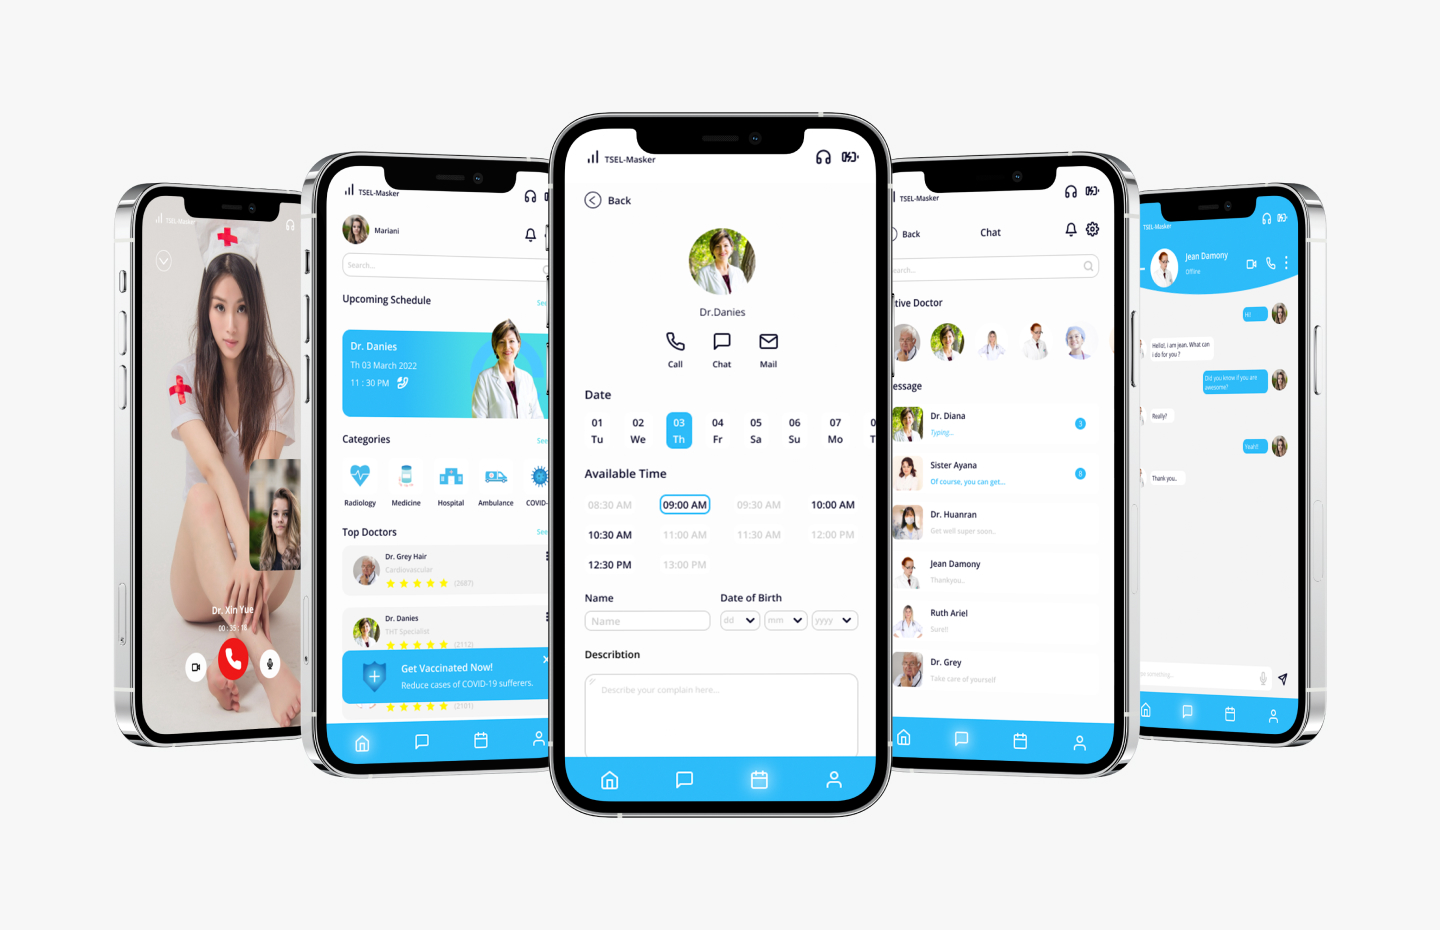 TSEL-Masker
Dr. Xin Yue
00:35:18
TSEL-Masker
Mariani
Search...
Upcoming Schedule
See
Dr. Danies
Th 03 March 2022
11 : 30 PM
Categories
See
Radiology
Medicine
Hospital
Ambulance
COVID-
Top Doctors
See
Dr. Grey Hair
Cardiovascular
(2687)
Dr. Danies
THT Specialist
(2112)
Get Vaccinated Now!
Reduce cases of COVID-19 sufferers.
(2101)
TSEL-Masker
Back
Dr.Danies
Call Chat Mail
Date
01 02 03 04 05 06 07 0
Tu We Th Fr Sa Su Mo T
Available Time
08:30 AM 09:00 AM 09:30 AM 10:00 AM
10:30 AM 11:00 AM 11:30 AM 12:00 PM
12:30 PM 13:00 PM
Name Date of Birth
Name dd mm yyyy
Describtion
Describe your complain here...
TSEL-Masker
Back Chat
earch...
tive Doctor
essage
Dr. Diana
Typing...
3
Sister Ayana
Of course, you can get...
8
Dr. Huanran
Get well super soon..
Jean Damony
Thankyou..
Ruth Ariel
Surs!!
Dr. Grey
Take care of yourself
TSEL-Masker
Jean Damony
Offline
Hi!
Hello!, i am jean. What can
i do for you ?
Did you know if you are
awesome?
Really?
Yeah!!
Thank you..